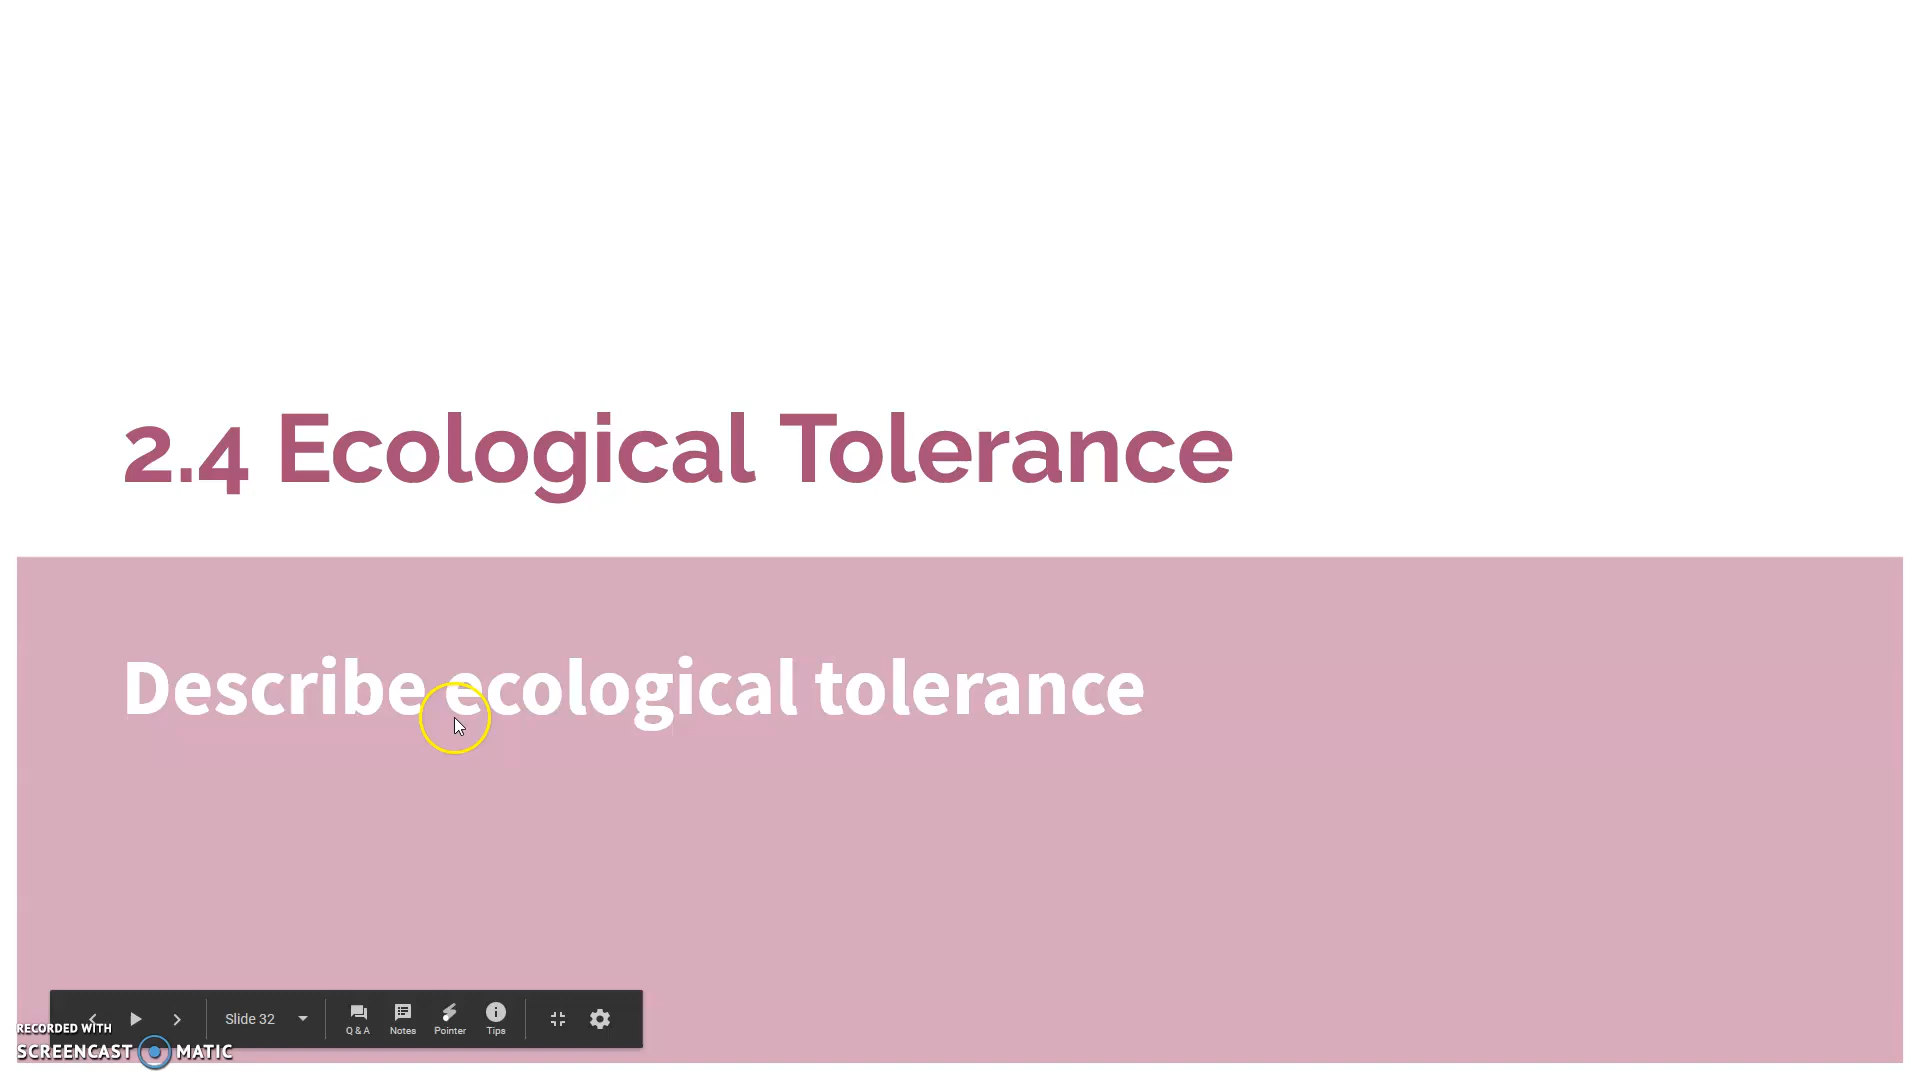 2.4 Ecological Tolerance
Describe ecological tolerance
Slide 32
Q & A Notes Pointer Tips
RECORDED WITH
SCREENCAST MATIC